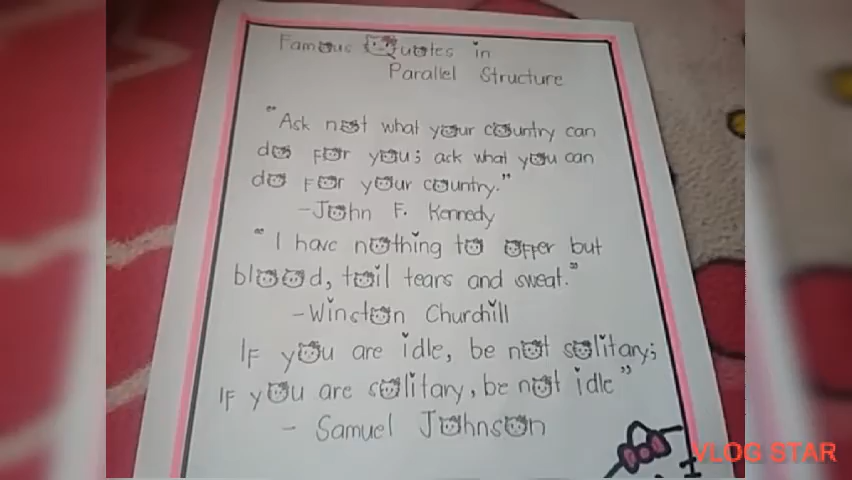 Famous Quotes in
Parallel Structure
"Ask not what your country can
do for you; ask what you can
do for your country."
-John F. Kennedy
"I have nothing to offer but
blood, toil tears and sweat."
-Winston Churchill
If you are idle, be not solitary;
If you are solitary, be not idle"
- Samuel Johnson
VLOG STAR